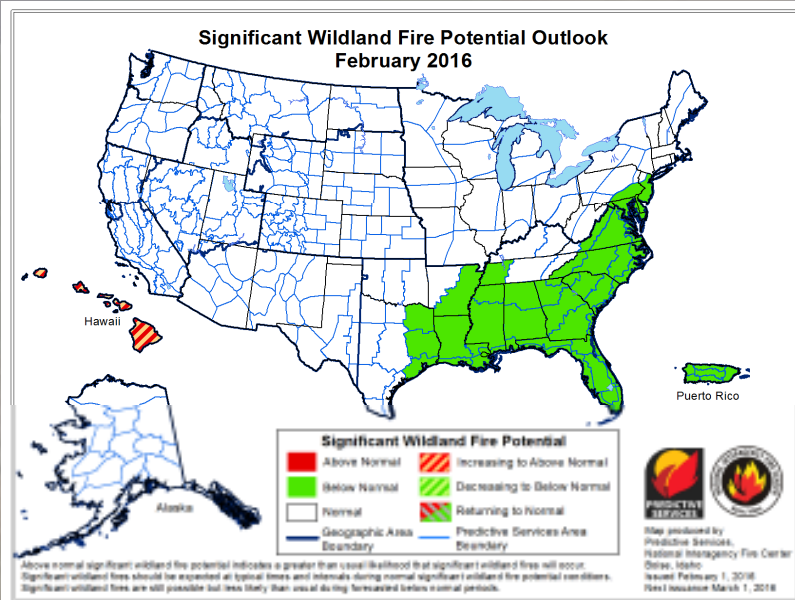 Significant Wildland Fire Potential Outlook
February 2016
Hawaii
Puerto Rico
Alaska
Significant Wildland Fire Potential
Above Normal
Increasing to Above Normal
Below Normal
Decreasing to Below Normal
Normal
Returning to Normal
Geographic Area
Boundary
Predictive Services Area
Boundary
PREDICTIVE
SERVICES
Map produced by
Predictive Services,
National Interagency Fire Center
Boise, Idaho
Issued February 1, 2016
Next issuance March 1, 2016
Above normal significant wildland fire potential indicates a greater than usual likelihood that significant wildland fires will occur.
Significant wildland fires should be expected at typical times and intervals during normal significant wildland fire potential conditions.
Significant wildland fires are still possible but less likely than usual during forecasted below normal periods.